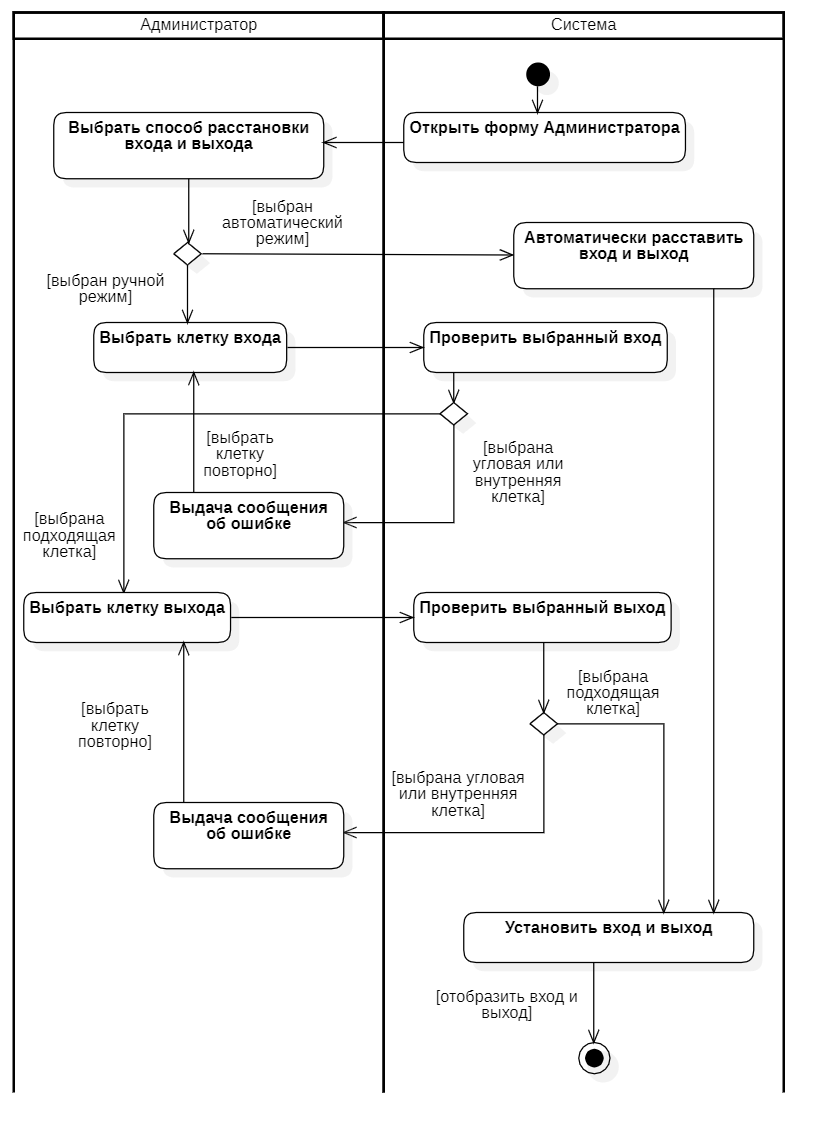 Администратор
Система
Открыть форму Администратора
Выбрать способ расстановки
входа и выхода
[выбран
автоматический
режим]
Автоматически расставить
вход и выход
[выбран ручной
режим]
Выбрать клетку входа
Проверить выбранный вход
[выбрать
клетку
повторно]
[выбрана
угловая или
внутренняя
клетка]
Выдача сообщения
об ошибке
[выбрана
подходящая
клетка]
Выбрать клетку выхода
Проверить выбранный выход
[выбрана
подходящая
клетка]
[выбрать
клетку
повторно]
[выбрана угловая
или внутренняя
клетка]
Выдача сообщения
об ошибке
Установить вход и выход
[отобразить вход и
выход]